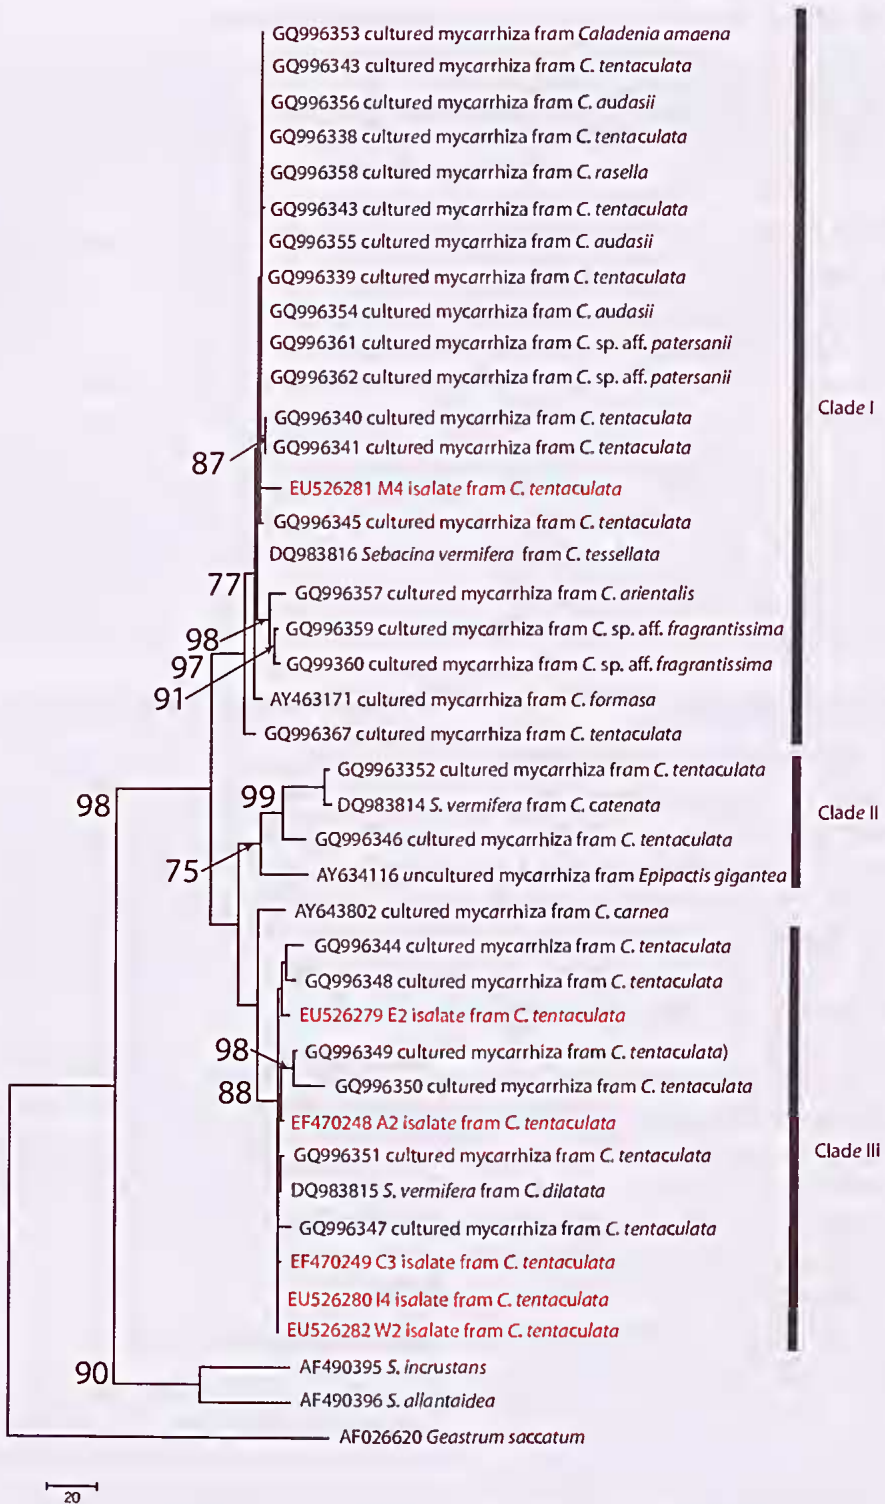 GQ996353 cultured mycarrhiza fram Caladenia amaena
GQ996343 cultured mycarrhiza fram C. tentaculata
GQ996356 cultured mycarrhiza fram C. audasii
GQ996338 cultured mycarrhiza fram C. tentaculata
GQ996358 cultured mycarrhiza fram C. rasella
GQ996343 cultured mycarrhiza fram C. tentaculata
GQ996355 cultured mycarrhiza fram C. audasii
GQ996339 cultured mycarrhiza fram C. tentaculata
GQ996354 cultured mycarrhiza fram C. audasii
GQ996361 cultured mycarrhiza fram C. sp. aff. patersanii
GQ996362 cultured mycarrhiza fram C. sp. aff. patersanii
Clade I
GQ996340 cultured mycarrhiza fram C. tentaculata
GQ996341 cultured mycarrhiza fram C. tentaculata
87
EU526281 M4 isalate fram C. tentaculata
GQ996345 cultured mycarrhiza fram C. tentaculata
DQ983816 Sebacina vermifera fram C. tessellata
77
GQ996357 cultured mycarrhiza fram C. arientalis
GQ996359 cultured mycarrhiza fram C. sp. aff. fragrantissima
98
97
GQ99360 cultured mycarrhiza fram C. sp. aff. fragrantissima
91
AY463171 cultured mycarrhiza fram C. farmasa
GQ996367 cultured mycarrhiza fram C. tentaculata
GQ9963352 cultured mycarrhiza fram C. tentaculata
99
98
DQ983814 S. vermifera fram C. catenata
Clade II
GQ996346 cultured mycarrhiza fram C. tentaculata
75
AY634116 uncultured mycarrhiza fram Epipactis gigantea
AY643802 cultured mycarrhiza fram C. carnea
GQ996344 cultured mycarrhiza fram C. tentaculata
GQ996348 cultured mycarrhiza fram C. tentaculata
EU526279 E2 isalate fram C. tentaculata
98
GQ996349 cultured mycarrhiza fram C. tentaculata)
88
GQ996350 cultured mycarrhiza fram C. tentaculata
EF470248 A2 isalate fram C. tentaculata
Clade III
GQ996351 cultured mycarrhiza fram C. tentaculata
DQ983815 S. vermifera fram C. dilatata
GQ996347 cultured mycarrhiza fram C. tentaculata
EF470249 C3 isalate fram C. tentaculata
EU526280 I4 isalate fram C. tentaculata
EU526282 W2 isalate fram C. tentaculata
90
AF490395 S. incrustans
AF490396 S. allantaidea
AF026620 Geastrum saccatum
20